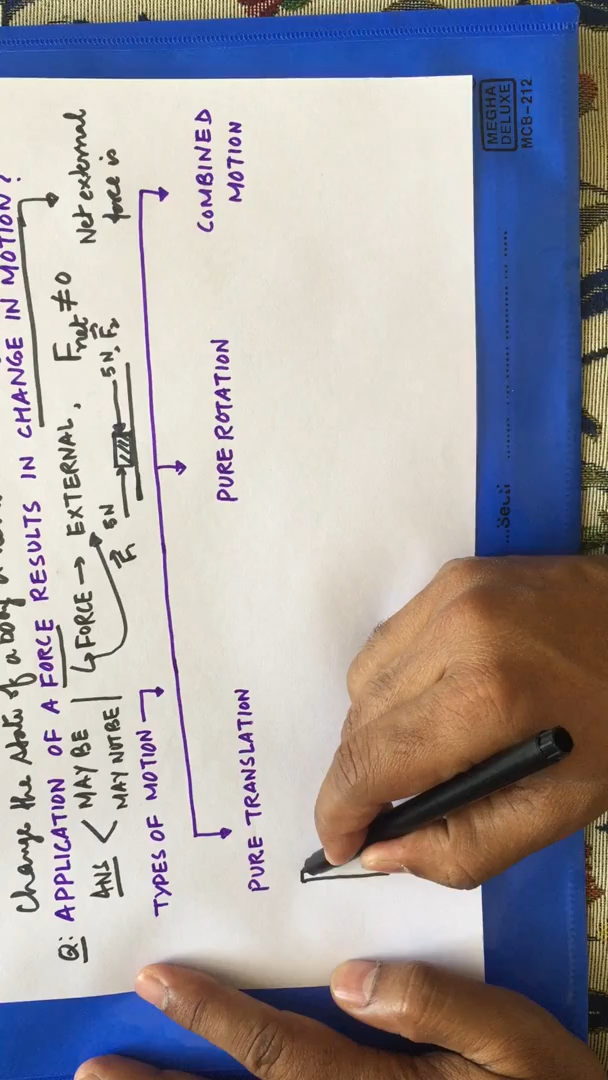 Change the state of a body
Q: APPLICATION OF A FORCE RESULTS IN CHANGE IN MOTION?
ANS < MAY BE
MAY NOT BE
↳ FORCE → EXTERNAL, Fnet ≠ 0
Net external
force is
5N
F₁
5N, F₂
TYPES OF MOTION
PURE TRANSLATION
PURE ROTATION
COMBINED
MOTION
MEGHA
DELUXE
MCB-212